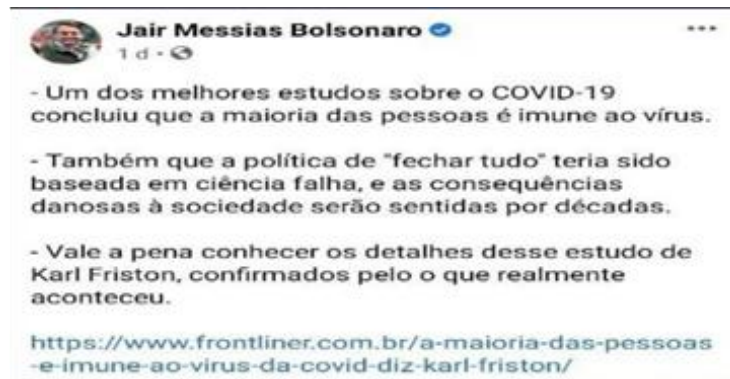 Jair Messias Bolsonaro
1 d ·
- Um dos melhores estudos sobre o COVID-19
concluiu que a maioria das pessoas é imune ao vírus.
- Também que a política de "fechar tudo" teria sido
baseada em ciência falha, e as consequências
danosas à sociedade serão sentidas por décadas.
- Vale a pena conhecer os detalhes desse estudo de
Karl Friston, confirmados pelo o que realmente
aconteceu.
https://www.frontliner.com.br/a-maioria-das-pessoas
-e-imune-ao-virus-da-covid-diz-karl-friston/